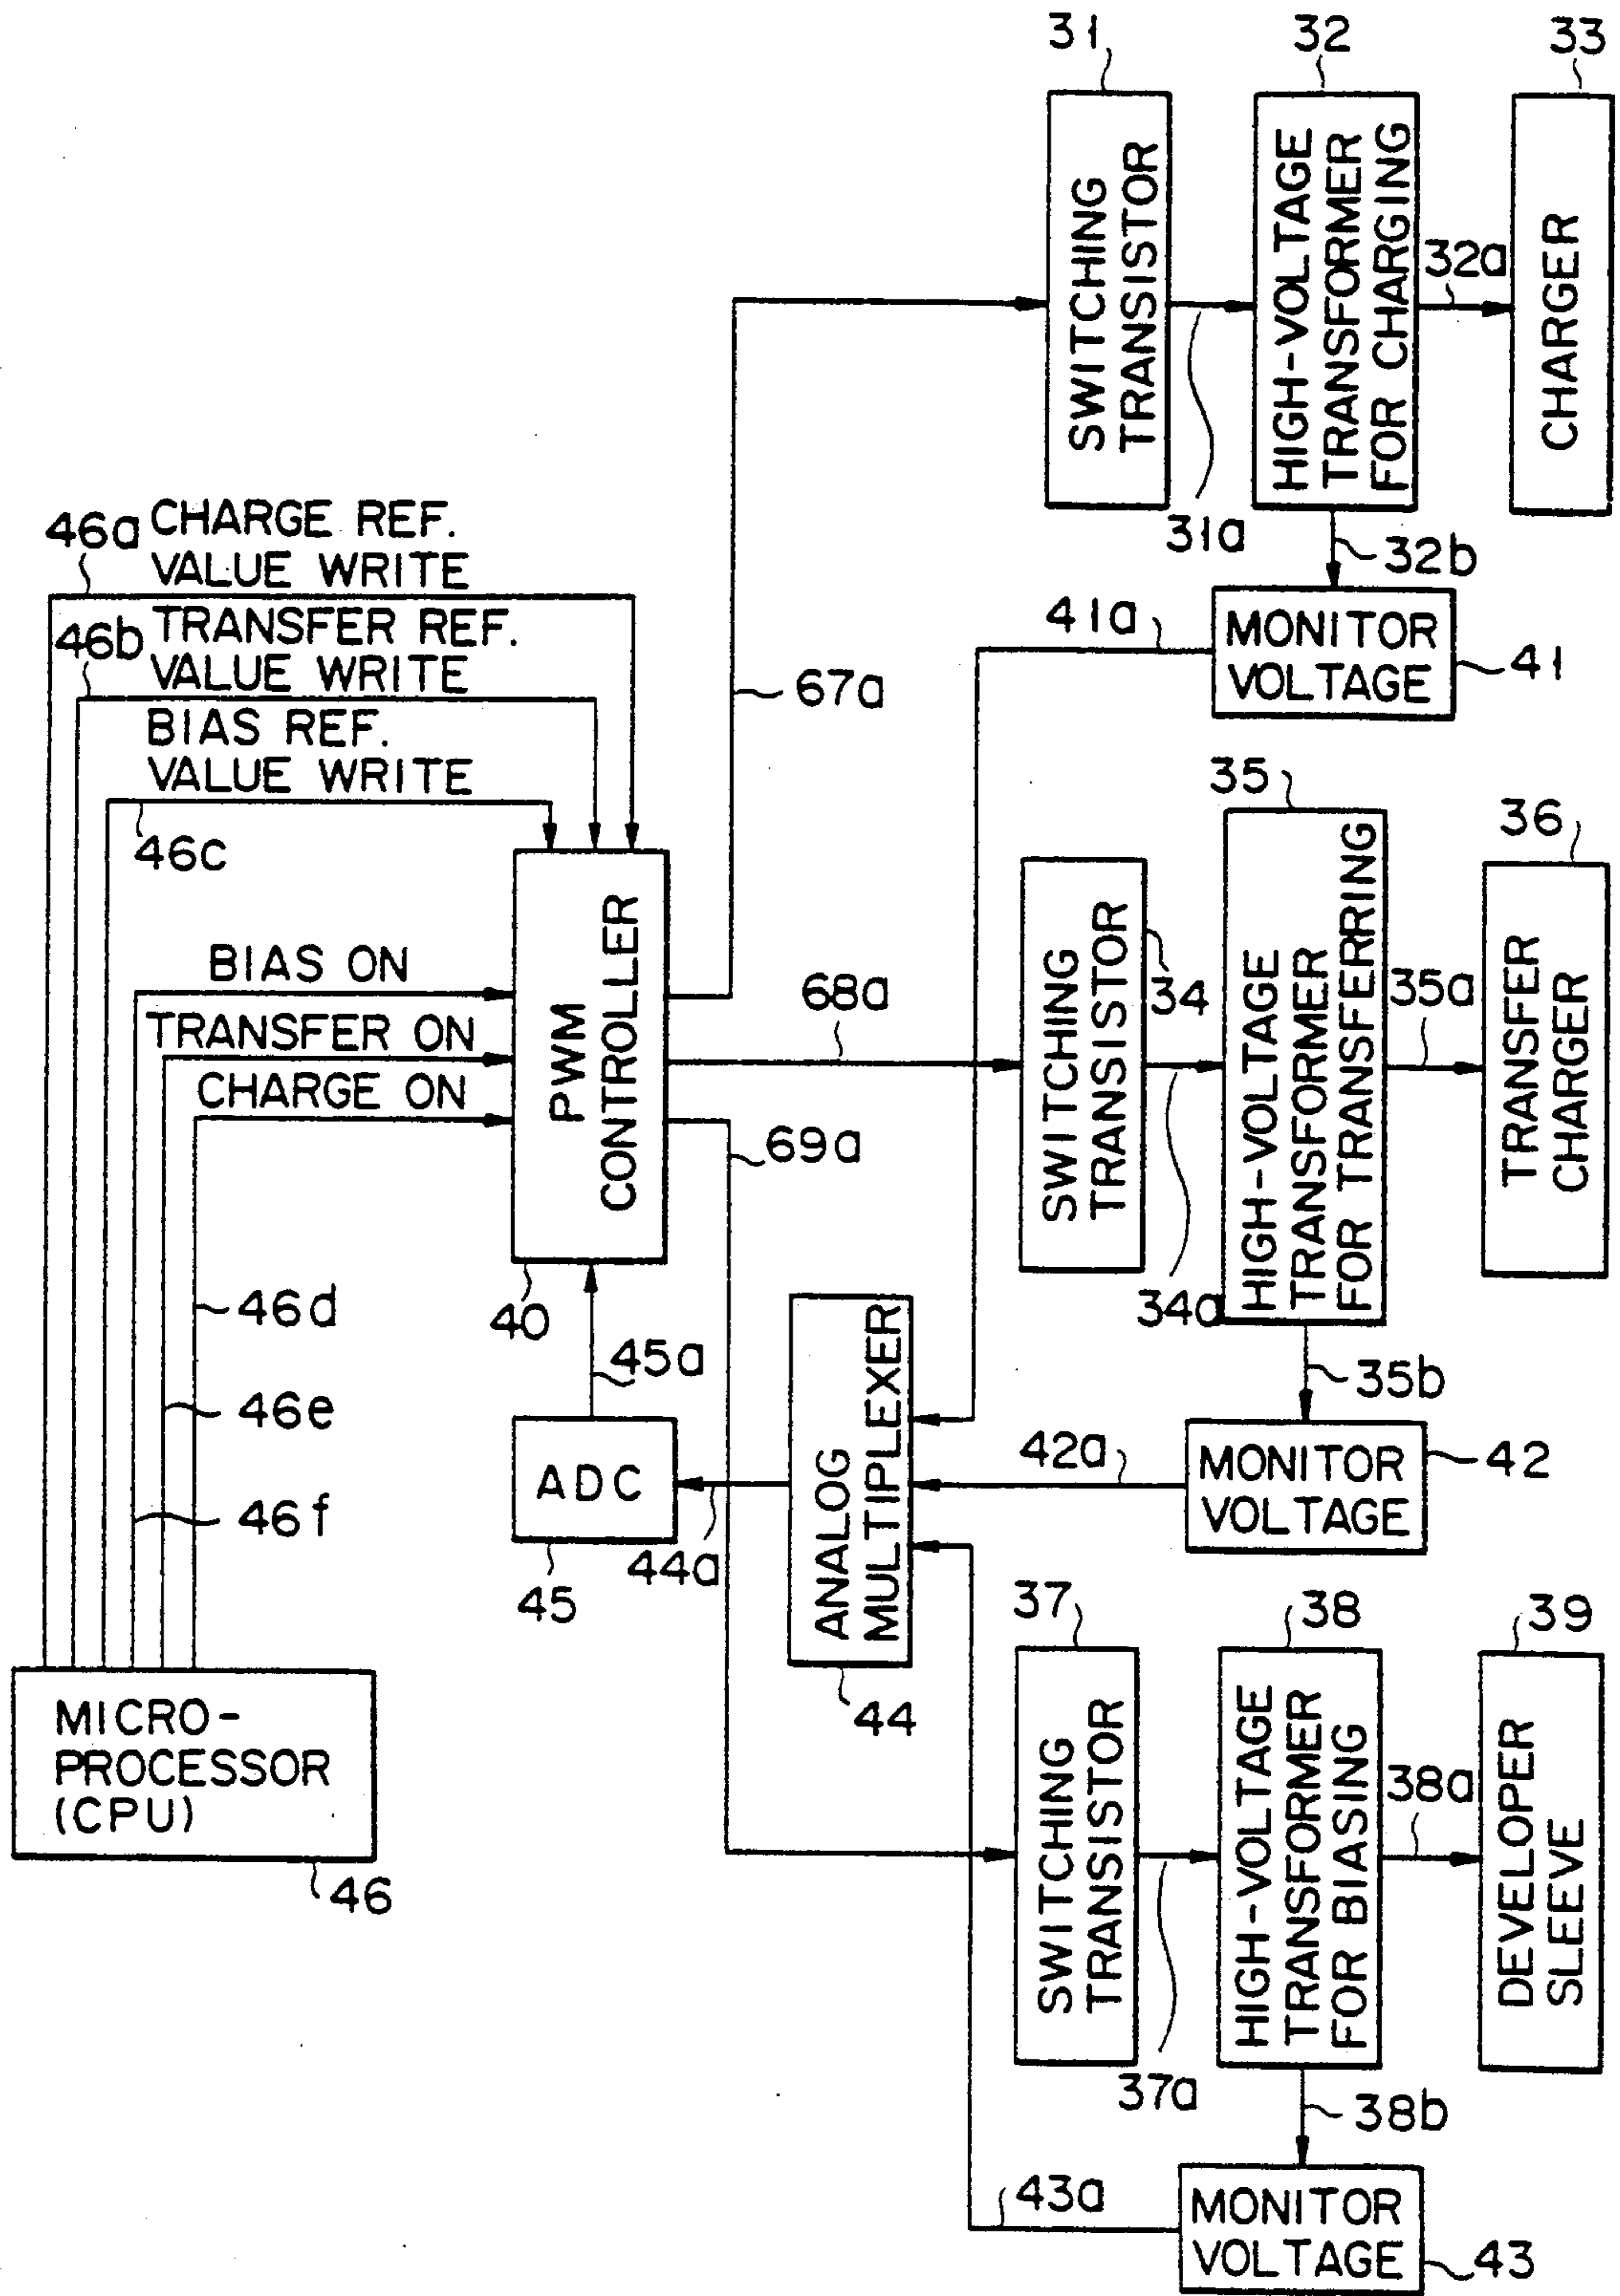 31
32
33
SWITCHING
TRANSISTOR
HIGH-VOLTAGE
TRANSFORMER
FOR CHARGING
CHARGER
31a
32a
32b
46a
CHARGE REF.
VALUE WRITE
46b
TRANSFER REF.
VALUE WRITE
BIAS REF.
VALUE WRITE
46c
67a
41a
MONITOR
VOLTAGE
41
BIAS ON
TRANSFER ON
CHARGE ON
PWM
CONTROLLER
40
68a
69a
34
35
36
SWITCHING
TRANSISTOR
HIGH-VOLTAGE
TRANSFORMER
FOR TRANSFERRING
TRANSFER
CHARGER
34a
35a
35b
46d
46e
46f
45a
ADC
45
44a
ANALOG
MULTIPLEXER
44
42a
MONITOR
VOLTAGE
42
MICRO-
PROCESSOR
(CPU)
46
37
38
39
SWITCHING
TRANSISTOR
HIGH-VOLTAGE
TRANSFORMER
FOR BIASING
DEVELOPER
SLEEVE
37a
38a
38b
43a
MONITOR
VOLTAGE
43